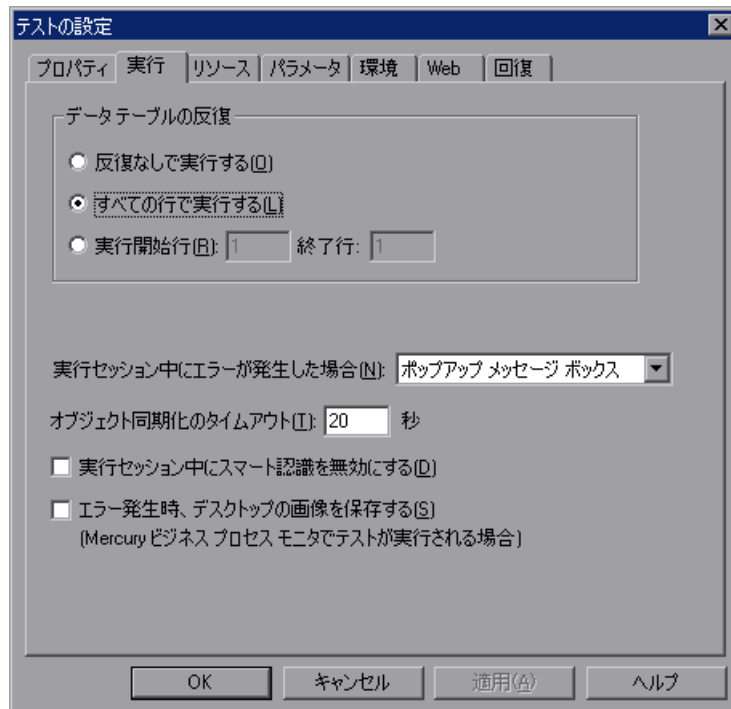 テストの設定
プロパティ 実行 リソース パラメータ 環境 Web 回復
データ テーブルの反復
反復なしで実行する(O)
すべての行で実行する(L)
実行開始行(R): 1 終了行: 1
実行セッション中にエラーが発生した場合(N): ポップアップ メッセージ ボックス
オブジェクト同期化のタイムアウト(T): 20 秒
実行セッション中にスマート認識を無効にする(D)
エラー発生時、デスクトップの画像を保存する(S)
(Mercury ビジネス プロセス モニタでテストが実行される場合)
OK キャンセル 適用(A) ヘルプ